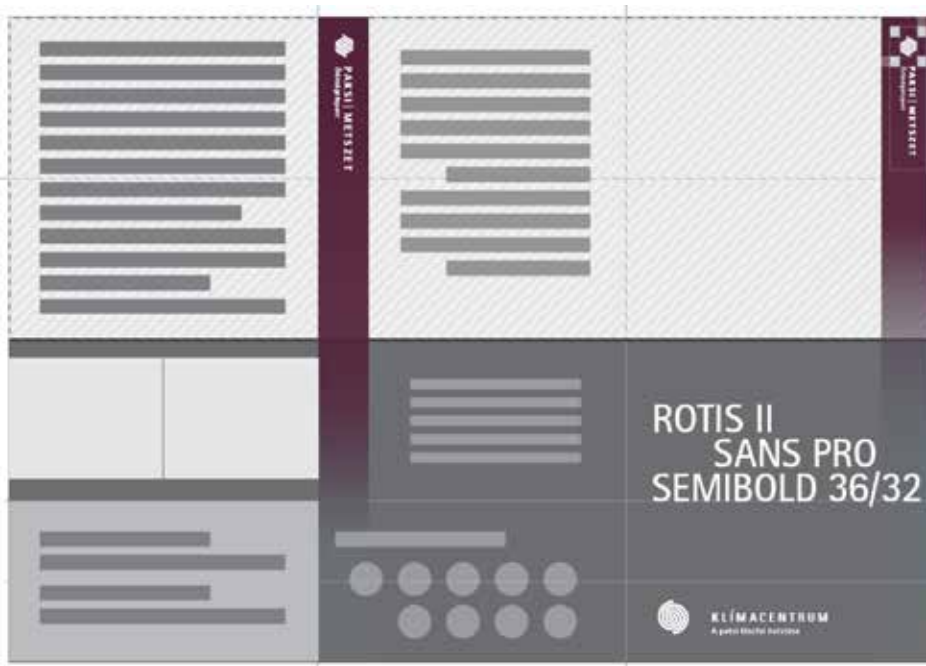 PAKSI | METSZET
PAKSI | METSZET
ROTIS II
SANS PRO
SEMIBOLD 36/32
KLÍMACENTRUM